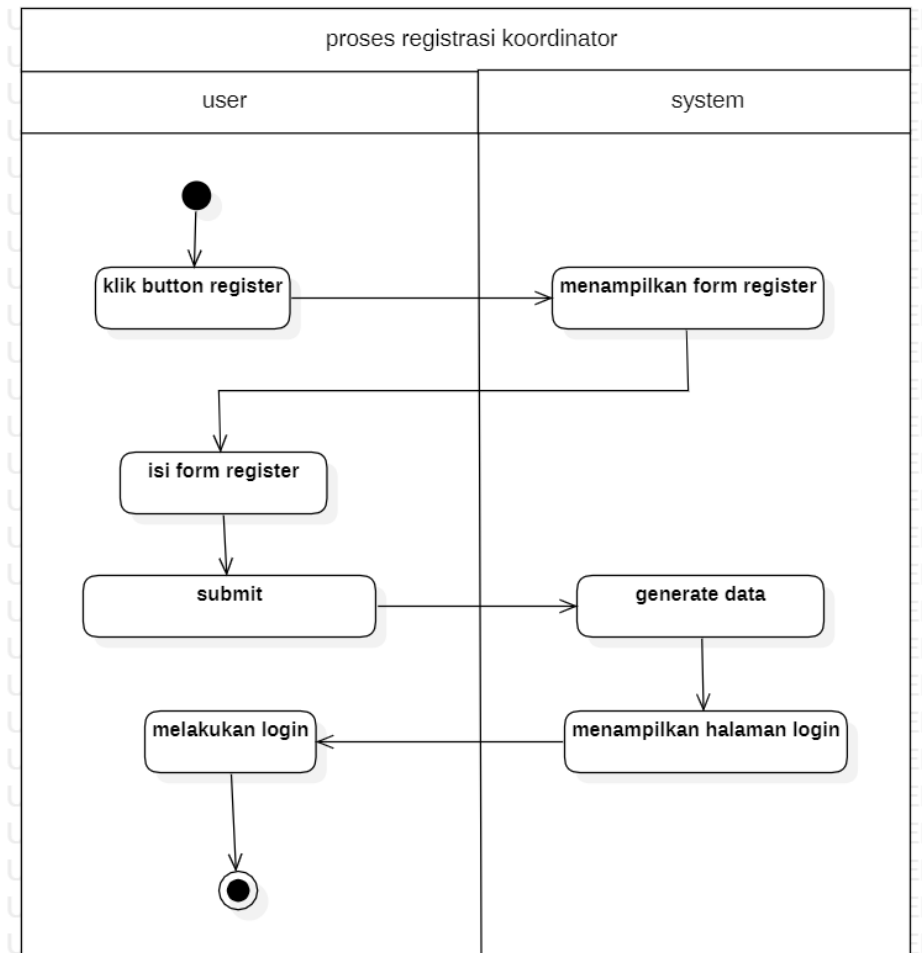 proses registrasi koordinator
user
system
klik button register
menampilkan form register
isi form register
submit
generate data
melakukan login
menampilkan halaman login